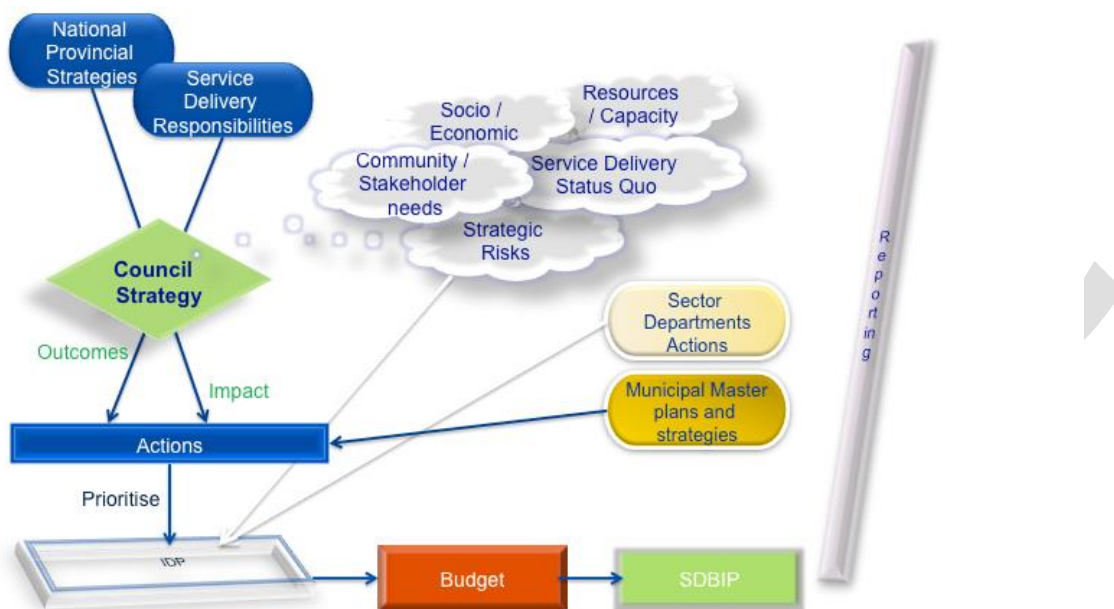 National
Provincial
Strategies
Service
Delivery
Responsibilities
Socio /
Economic
Resources
/ Capacity
Community /
Stakeholder
needs
Service Delivery
Status Quo
Strategic
Risks
Council
Strategy
Outcomes
Impact
Sector
Departments
Actions
Municipal Master
plans and
strategies
Actions
Prioritise
IDP
Budget
SDBIP
Reporting